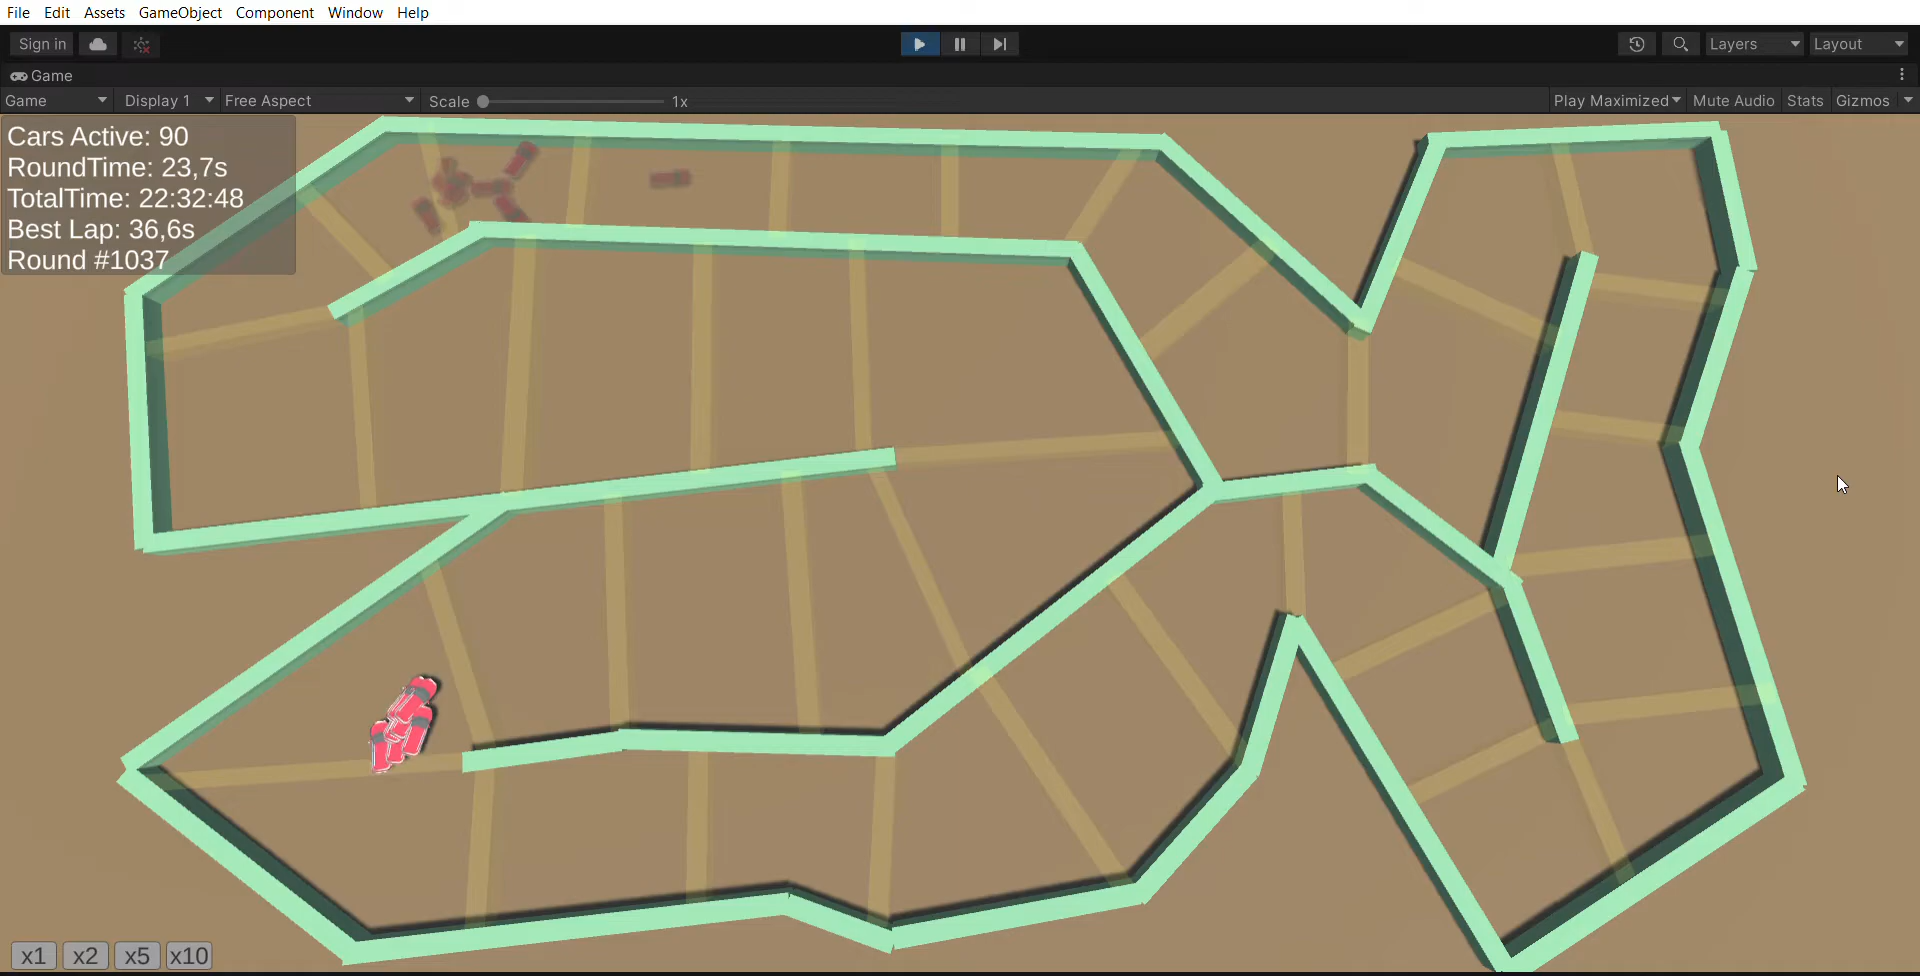 File Edit Assets GameObject Component Window Help
Sign in Layers Layout
Game
Game Display 1 Free Aspect Scale 1x Play Maximized Mute Audio Stats Gizmos
Cars Active: 90
RoundTime: 23,7s
TotalTime: 22:32:48
Best Lap: 36,6s
Round #1037
x1 x2 x5 x10